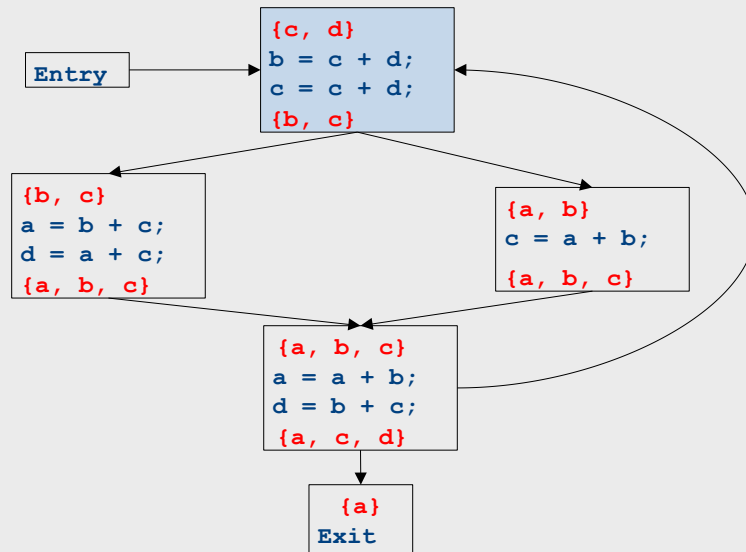 {c, d}
b = c + d;
c = c + d;
{b, c}
Entry
{b, c}
a = b + c;
d = a + c;
{a, b, c}
{a, b}
c = a + b;
{a, b, c}
{a, b, c}
a = a + b;
d = b + c;
{a, c, d}
{a}
Exit